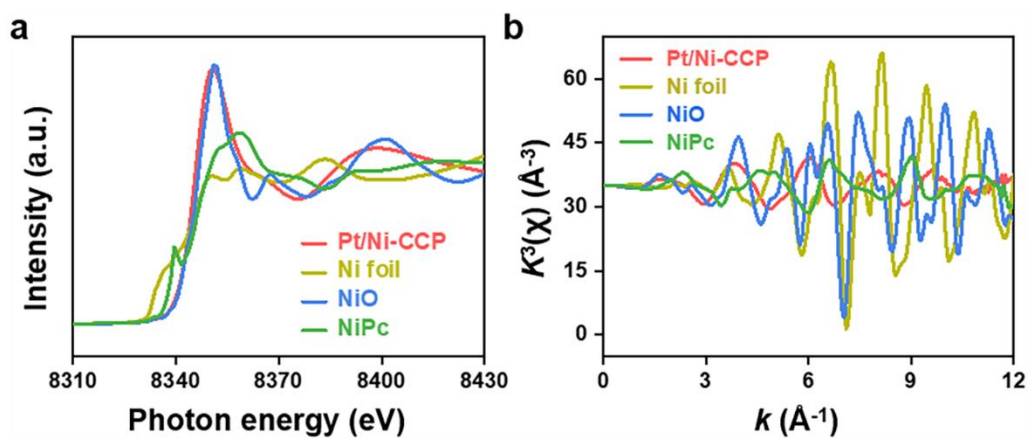 a
Intensity (a.u.)
Pt/Ni-CCP
Ni foil
NiO
NiPc
8310 8340 8370 8400 8430
Photon energy (eV)
b
K³(χ) (Å⁻³)
60
45
30
15
0
Pt/Ni-CCP
Ni foil
NiO
NiPc
0 3 6 9 12
k (Å⁻¹)